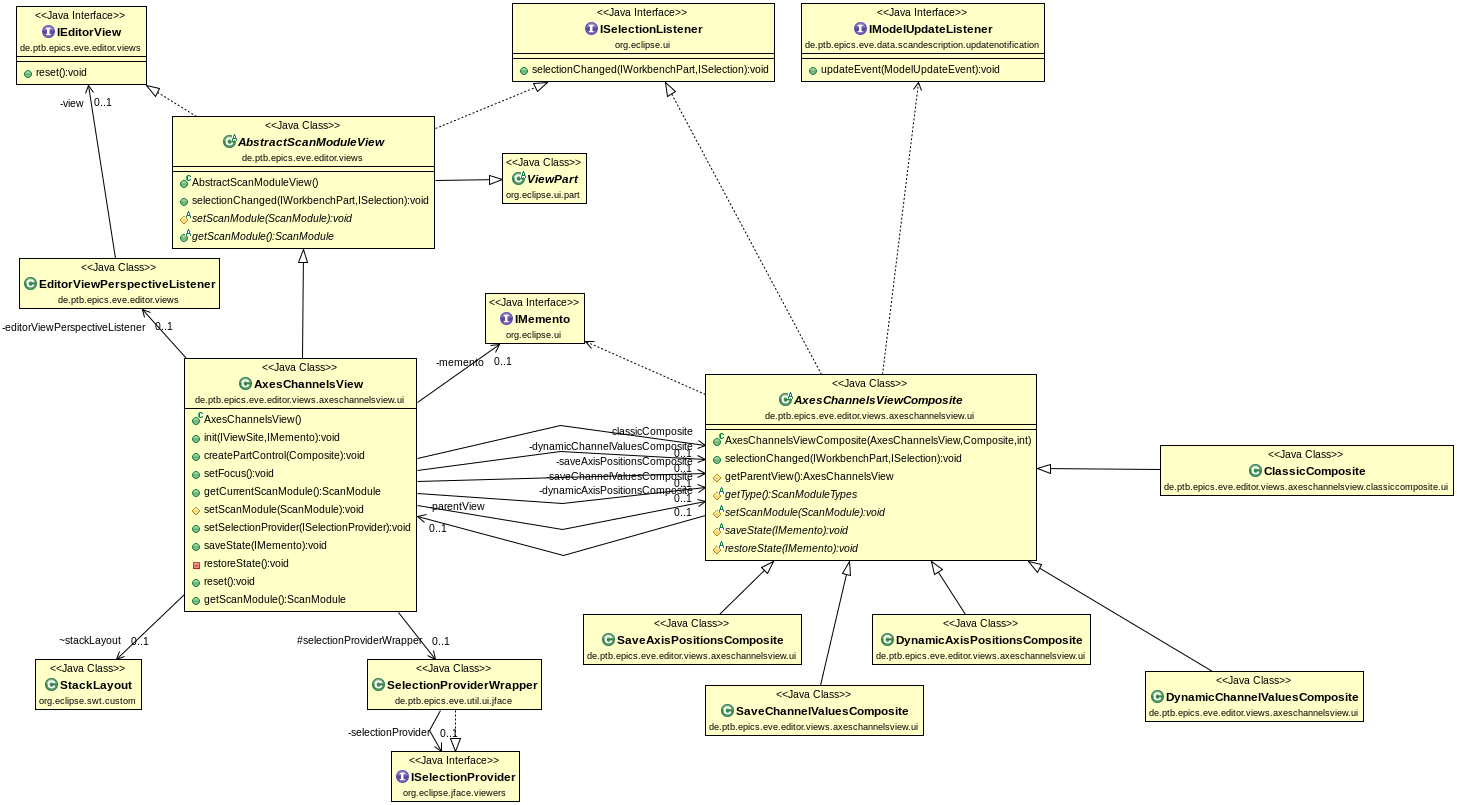 <<Java Interface>>
IEditorView
de.ptb.epics.eve.editor.views
reset():void
<<Java Interface>>
ISelectionListener
org.eclipse.ui
selectionChanged(IWorkbenchPart,ISelection):void
<<Java Interface>>
IModelUpdateListener
de.ptb.epics.eve.data.scandescription.updatenotification
updateEvent(ModelUpdateEvent):void
-view
0..1
<<Java Class>>
AbstractScanModuleView
de.ptb.epics.eve.editor.views
AbstractScanModuleView()
selectionChanged(IWorkbenchPart,ISelection):void
setScanModule(ScanModule):void
getScanModule():ScanModule
<<Java Class>>
ViewPart
org.eclipse.ui.part
<<Java Class>>
EditorViewPerspectiveListener
de.ptb.epics.eve.editor.views
-editorViewPerspectiveListener
0..1
<<Java Interface>>
IMemento
org.eclipse.ui
-memento
0..1
<<Java Class>>
AxesChannelsView
de.ptb.epics.eve.editor.views.axeschannelsview.ui
AxesChannelsView()
init(IViewSite,IMemento):void
createPartControl(Composite):void
setFocus():void
getCurrentScanModule():ScanModule
setScanModule(ScanModule):void
setSelectionProvider(ISelectionProvider):void
saveState(IMemento):void
restoreState():void
reset():void
getScanModule():ScanModule
-classicComposite
0..1
-dynamicChannelValuesComposite
0..1
-saveAxisPositionsComposite
0..1
-saveChannelValuesComposite
0..1
-dynamicAxisPositionsComposite
0..1
-parentView
0..1
<<Java Class>>
AxesChannelsViewComposite
de.ptb.epics.eve.editor.views.axeschannelsview.ui
AxesChannelsViewComposite(AxesChannelsView,Composite,int)
selectionChanged(IWorkbenchPart,ISelection):void
getParentView():AxesChannelsView
getType():ScanModuleTypes
setScanModule(ScanModule):void
saveState(IMemento):void
restoreState(IMemento):void
<<Java Class>>
ClassicComposite
de.ptb.epics.eve.editor.views.axeschannelsview.classiccomposite.ui
<<Java Class>>
SaveAxisPositionsComposite
de.ptb.epics.eve.editor.views.axeschannelsview.ui
<<Java Class>>
DynamicAxisPositionsComposite
de.ptb.epics.eve.editor.views.axeschannelsview.ui
<<Java Class>>
SaveChannelValuesComposite
de.ptb.epics.eve.editor.views.axeschannelsview.ui
<<Java Class>>
DynamicChannelValuesComposite
de.ptb.epics.eve.editor.views.axeschannelsview.ui
~stackLayout
0..1
#selectionProviderWrapper
0..1
<<Java Class>>
StackLayout
org.eclipse.swt.custom
<<Java Class>>
SelectionProviderWrapper
de.ptb.epics.eve.util.ui.jface
-selectionProvider
0..1
<<Java Interface>>
ISelectionProvider
org.eclipse.jface.viewers